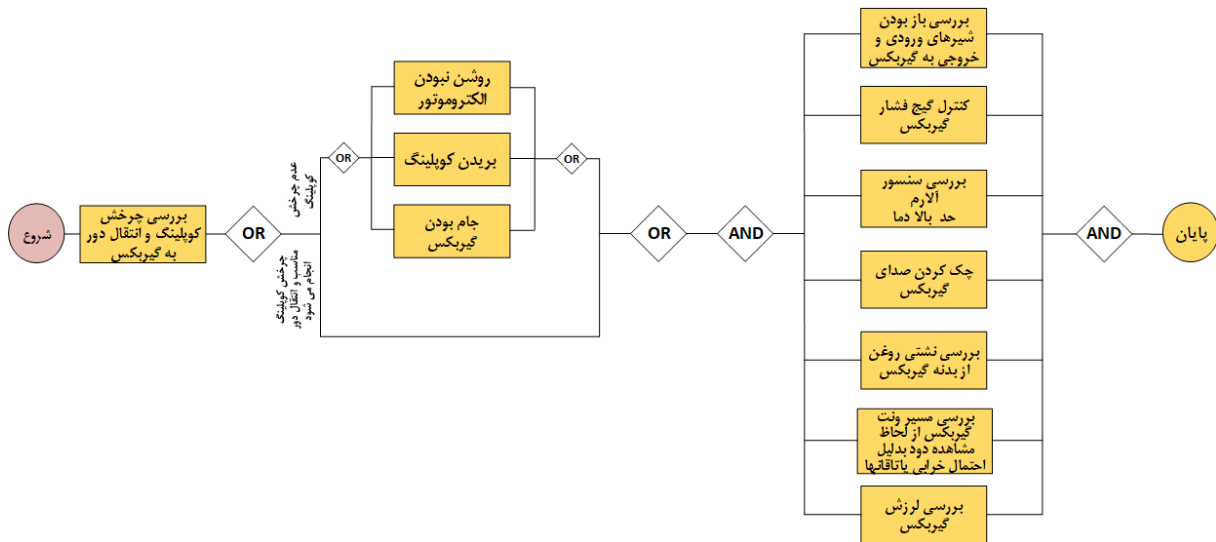 شروع
بررسی چرخش
کوپلینگ و انتقال دور
به گیربکس
OR
عدم چرخش
کوپلینگ
چرخش کوپلینگ
مناسب و انتقال دور
انجام می شود
OR
روشن نبودن
الکتروموتور
بریدن کوپلینگ
جام بودن
گیربکس
OR
OR
AND
بررسی باز بودن
شیرهای ورودی و
خروجی به گیربکس
کنترل گیج فشار
گیربکس
بررسی سنسور
آلارم
حد بالا دما
چک کردن صدای
گیربکس
بررسی نشتی روغن
از بدنه گیربکس
بررسی مسیر ونت
گیربکس از لحاظ
مشاهده دود بدلیل
احتمال خرابی یاتاقانها
بررسی لرزش
گیربکس
AND
پایان